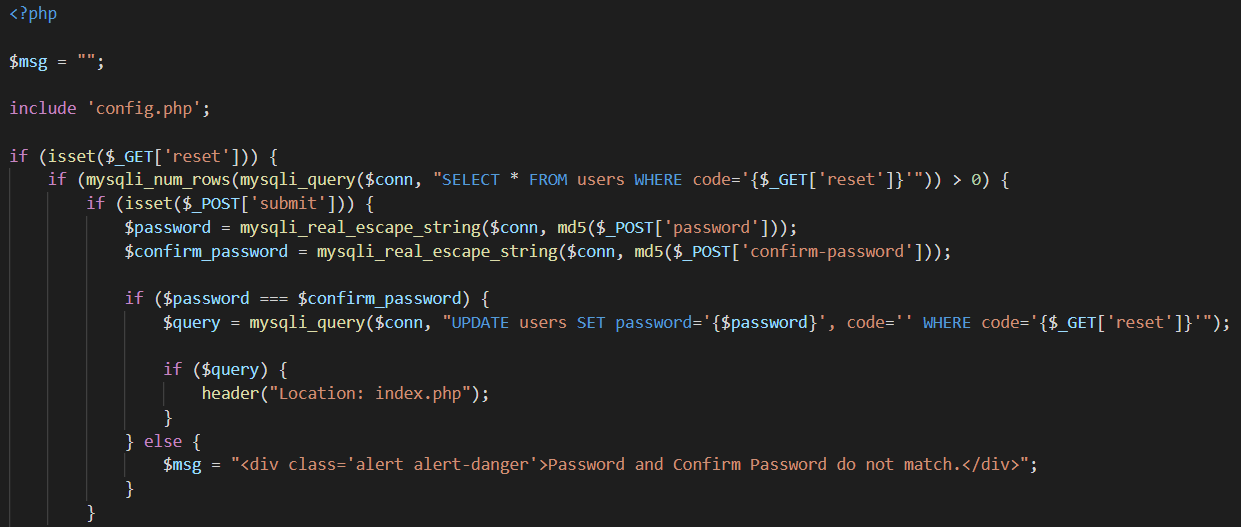 <?php
$msg = "";
include 'config.php';
if (isset($_GET['reset'])) {
if (mysqli_num_rows(mysqli_query($conn, "SELECT * FROM users WHERE code='{$_GET['reset']}'")) > 0) {
if (isset($_POST['submit'])) {
$password = mysqli_real_escape_string($conn, md5($_POST['password']));
$confirm_password = mysqli_real_escape_string($conn, md5($_POST['confirm-password']));
if ($password === $confirm_password) {
$query = mysqli_query($conn, "UPDATE users SET password='{$password}', code='' WHERE code='{$_GET['reset']}'");
if ($query) {
header("Location: index.php");
}
} else {
$msg = "<div class='alert alert-danger'>Password and Confirm Password do not match.</div>";
}
}